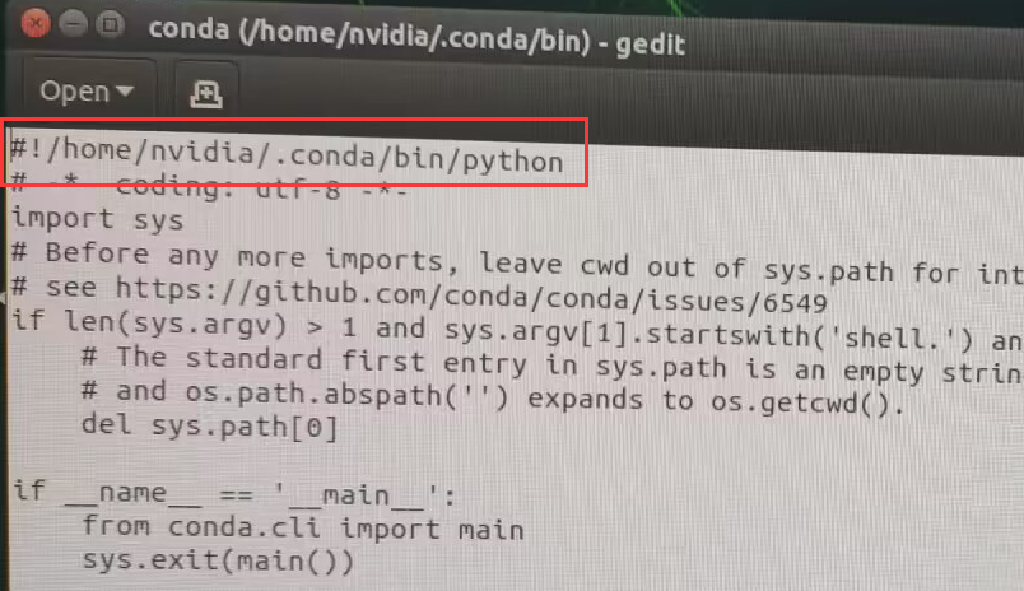 conda (/home/nvidia/.conda/bin) - gedit
Open
#!/home/nvidia/.conda/bin/python
# -*- coding: utf-8 -*-
import sys
# Before any more imports, leave cwd out of sys.path for int
# see https://github.com/conda/conda/issues/6549
if len(sys.argv) > 1 and sys.argv[1].startswith('shell.') an
    # The standard first entry in sys.path is an empty strin
    # and os.path.abspath('') expands to os.getcwd().
    del sys.path[0]
if __name__ == '__main__':
    from conda.cli import main
    sys.exit(main())